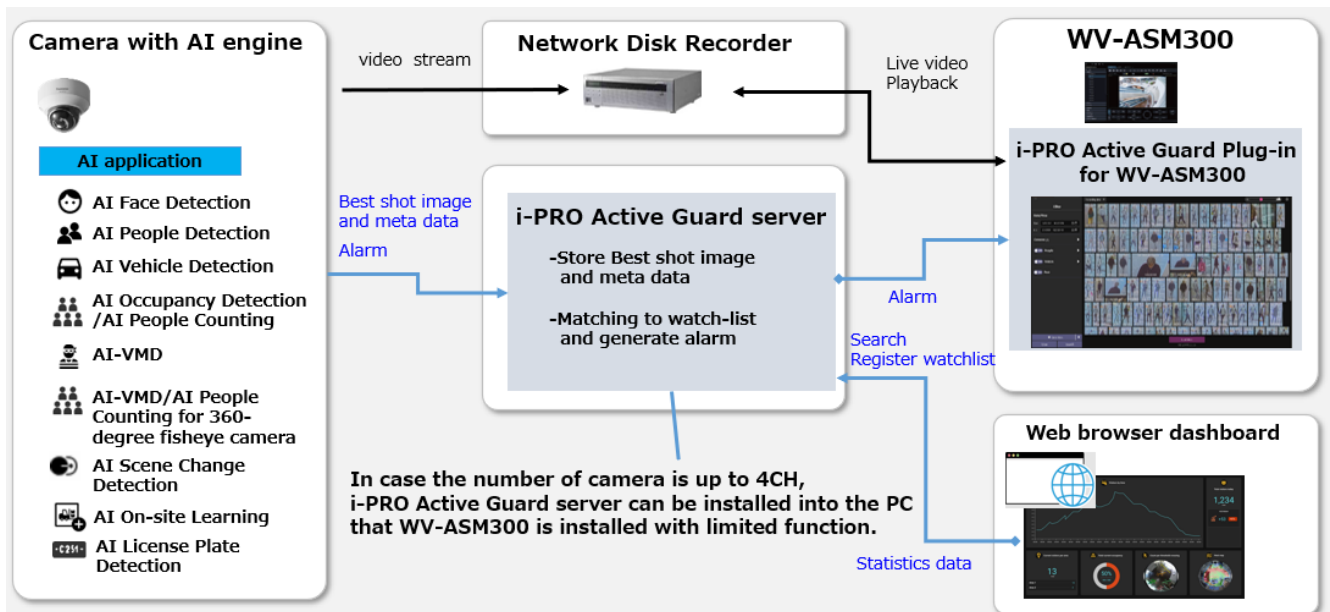 Camera with AI engine
AI application
AI Face Detection
AI People Detection
AI Vehicle Detection
AI Occupancy Detection
/AI People Counting
AI-VMD
AI-VMD/AI People
Counting for 360-
degree fisheye camera
AI Scene Change
Detection
AI On-site Learning
AI License Plate
Detection
video stream
Network Disk Recorder
Live video
Playback
WV-ASM300
i-PRO Active Guard Plug-in
for WV-ASM300
Best shot image
and meta data
Alarm
i-PRO Active Guard server
-Store Best shot image
and meta data
-Matching to watch-list
and generate alarm
Alarm
Search
Register watchlist
In case the number of camera is up to 4CH,
i-PRO Active Guard server can be installed into the PC
that WV-ASM300 is installed with limited function.
Statistics data
Web browser dashboard
1,234
13